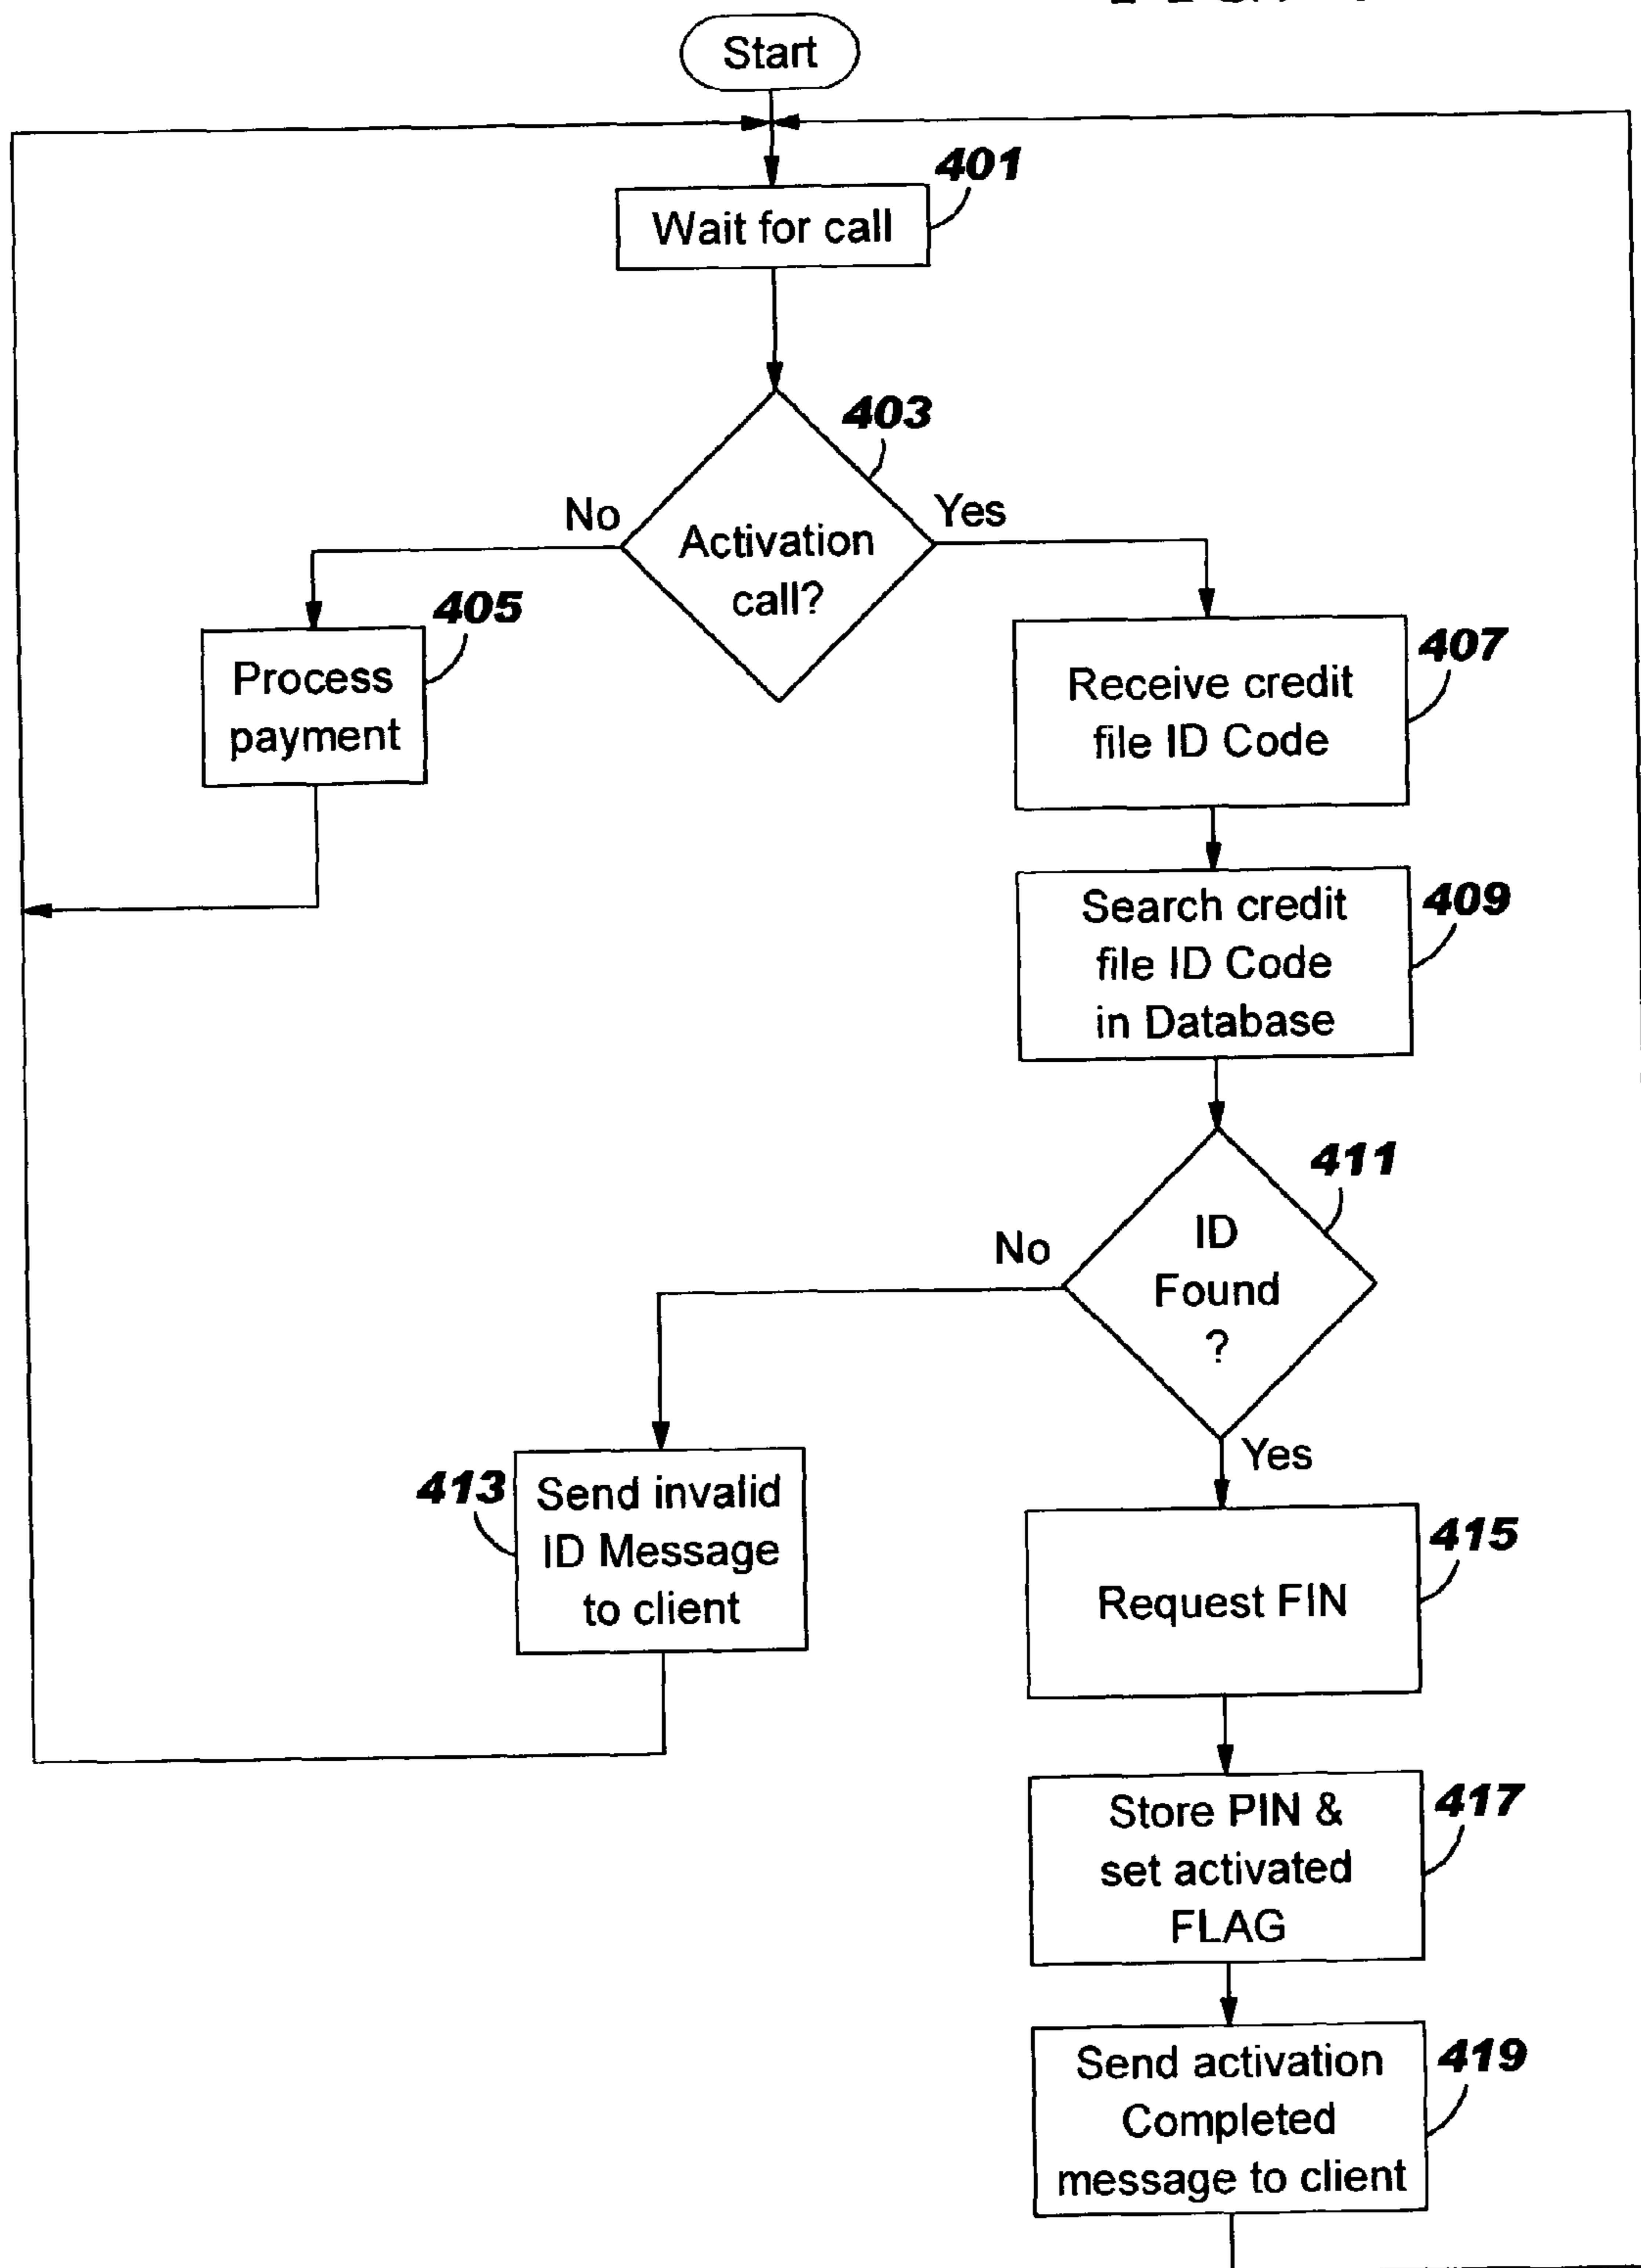 Start
401
Wait for call
403
No
Yes
Activation
call?
405
Process
payment
407
Receive credit
file ID Code
409
Search credit
file ID Code
in Database
411
No
ID
Found
?
Yes
413
Send invalid
ID Message
to client
415
Request FIN
417
Store PIN &
set activated
FLAG
419
Send activation
Completed
message to client